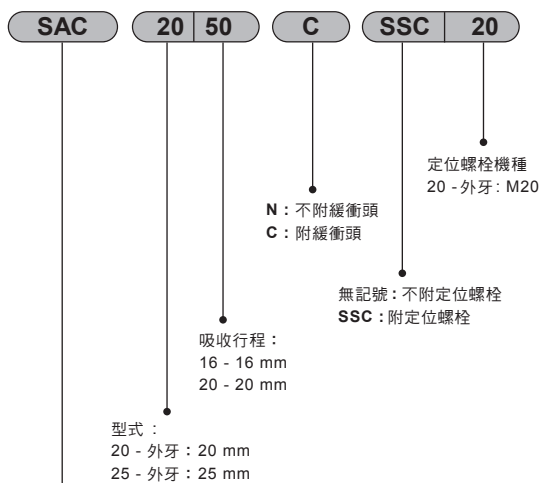 SAC 20 50 C SSC 20
定位螺栓機種
20 -外牙: M20
N：不附緩衝頭
C：附緩衝頭
無記號：不附定位螺栓
SSC：附定位螺栓
吸收行程：
16 - 16 mm
20 - 20 mm
型式 :
20 - 外牙：20 mm
25 - 外牙：25 mm